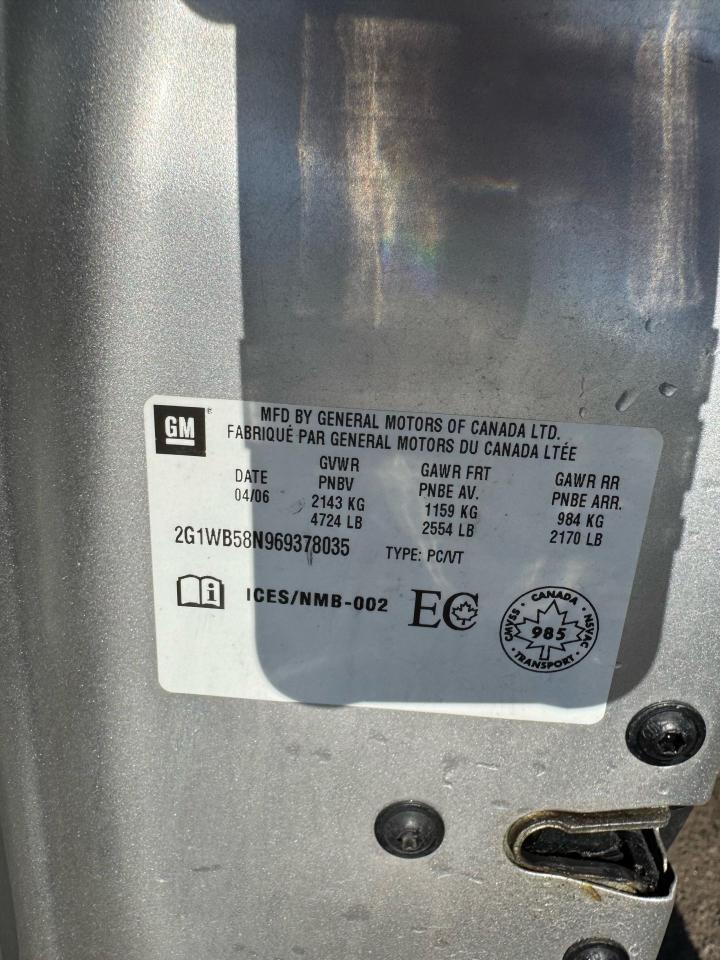 GM
MFD BY GENERAL MOTORS OF CANADA LTD.
FABRIQUÉ PAR GENERAL MOTORS DU CANADA LTÉE
DATE
04/06
GVWR
PNBV
2143 KG
4724 LB
GAWR FRT
PNBE AV.
1159 KG
2554 LB
GAWR RR
PNBE ARR.
984 KG
2170 LB
2G1WB58N969378035
TYPE: PC/VT
i ICES/NMB-002
EC
CANADA
CMVSS
985
NSVAC
TRANSPORT